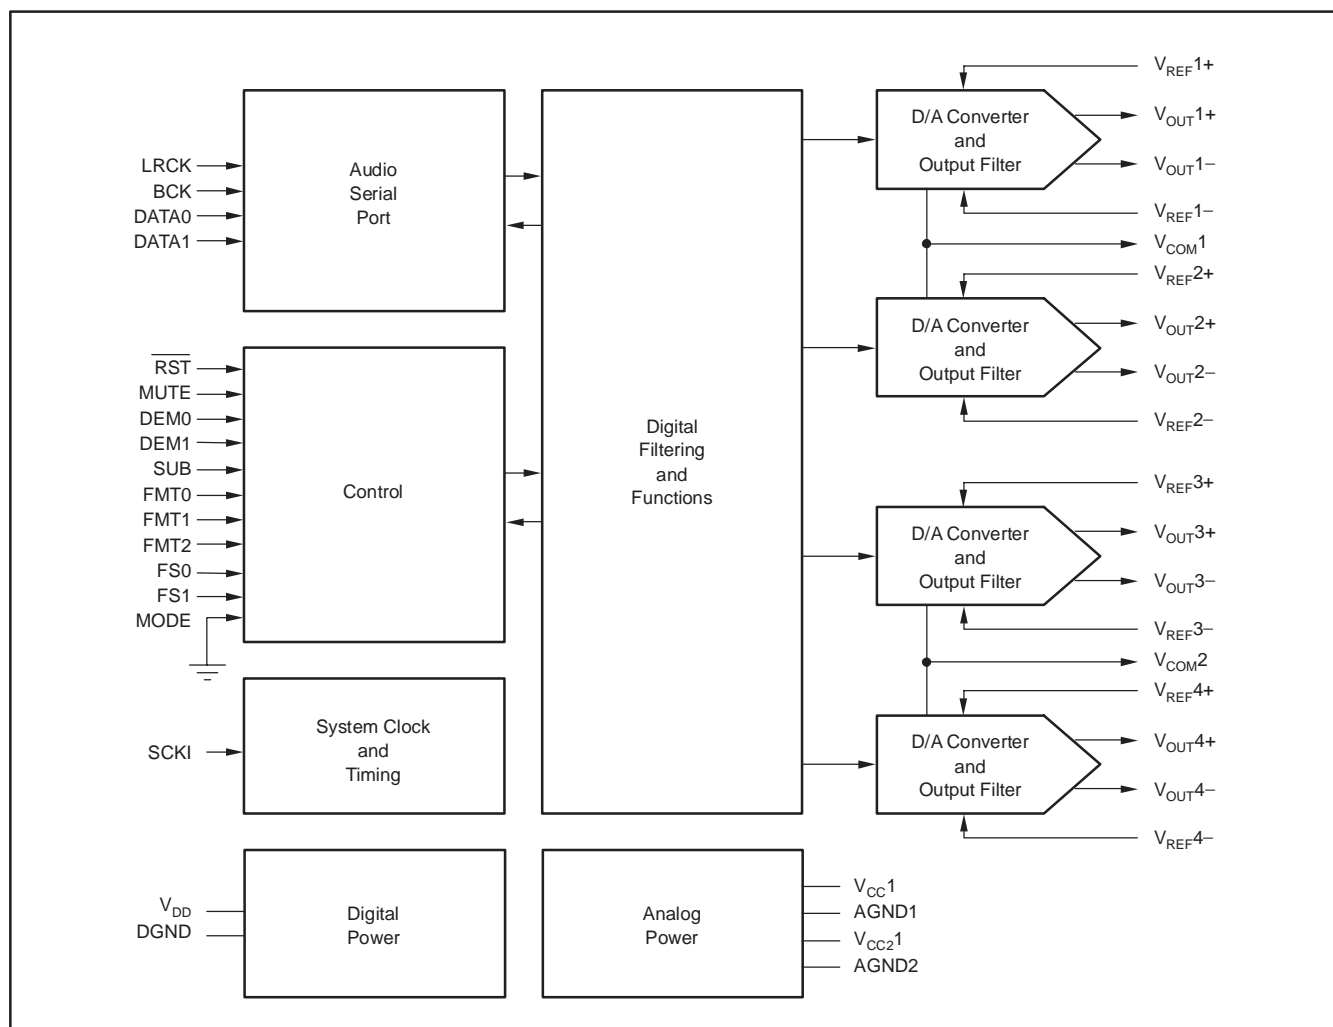 LRCK
BCK
DATA0
DATA1
Audio
Serial
Port
RST
MUTE
DEM0
DEM1
SUB
FMT0
FMT1
FMT2
FS0
FS1
MODE
Control
SCKI
System Clock
and
Timing
VDD
DGND
Digital
Power
Digital
Filtering
and
Functions
Analog
Power
VCC1
AGND1
VCC21
AGND2
D/A Converter
and
Output Filter
VREF1+
VOUT1+
VOUT1−
VREF1−
VCOM1
D/A Converter
and
Output Filter
VREF2+
VOUT2+
VOUT2−
VREF2−
D/A Converter
and
Output Filter
VREF3+
VOUT3+
VOUT3−
VREF3−
VCOM2
D/A Converter
and
Output Filter
VREF4+
VOUT4+
VOUT4−
VREF4−